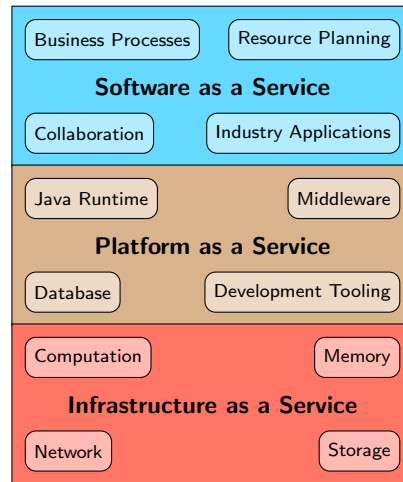 Business Processes
Resource Planning
Software as a Service
Collaboration
Industry Applications
Java Runtime
Middleware
Platform as a Service
Database
Development Tooling
Computation
Memory
Infrastructure as a Service
Network
Storage